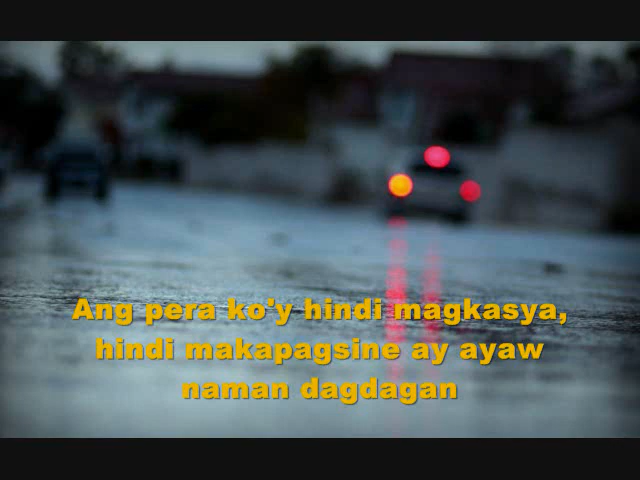 Ang pera ko'y hindi magkasya,
hindi makapagsine ay ayaw
naman dagdagan